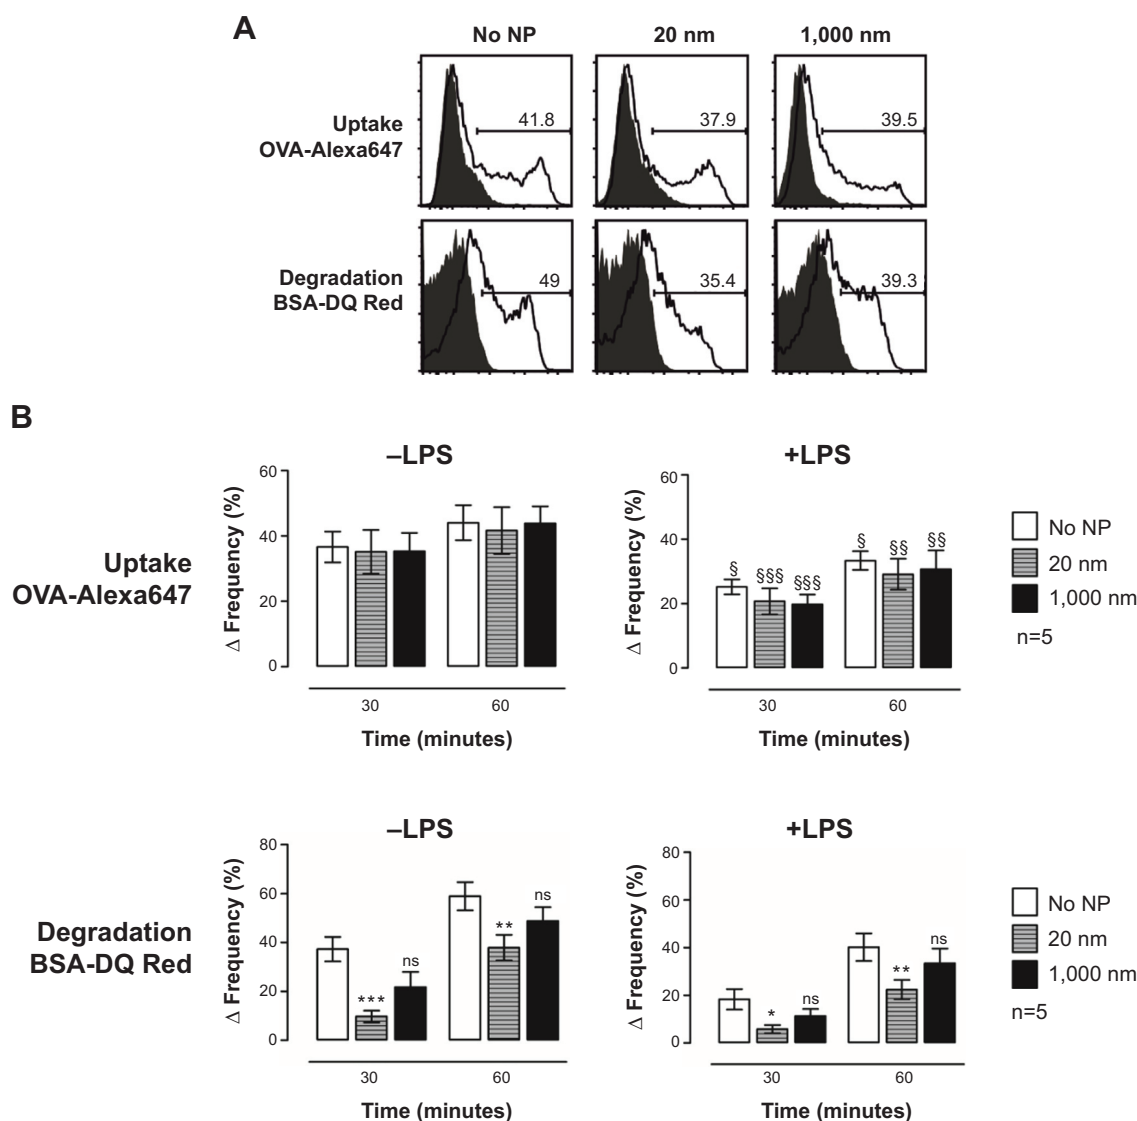 A
No NP 20 nm 1,000 nm
Uptake
OVA-Alexa647
41.8 37.9 39.5
Degradation
BSA-DQ Red
49 35.4 39.3
B
–LPS +LPS
Uptake
OVA-Alexa647
Δ Frequency (%)
60
40
20
0
30 60
Time (minutes)
Δ Frequency (%)
60
40
20
0
§ §§§ §§§ § §§ §§
30 60
Time (minutes)
No NP
20 nm
1,000 nm
n=5
–LPS +LPS
Degradation
BSA-DQ Red
Δ Frequency (%)
80
60
40
20
0
*** ns ** ns
30 60
Time (minutes)
Δ Frequency (%)
80
60
40
20
0
* ns ** ns
30 60
Time (minutes)
No NP
20 nm
1,000 nm
n=5